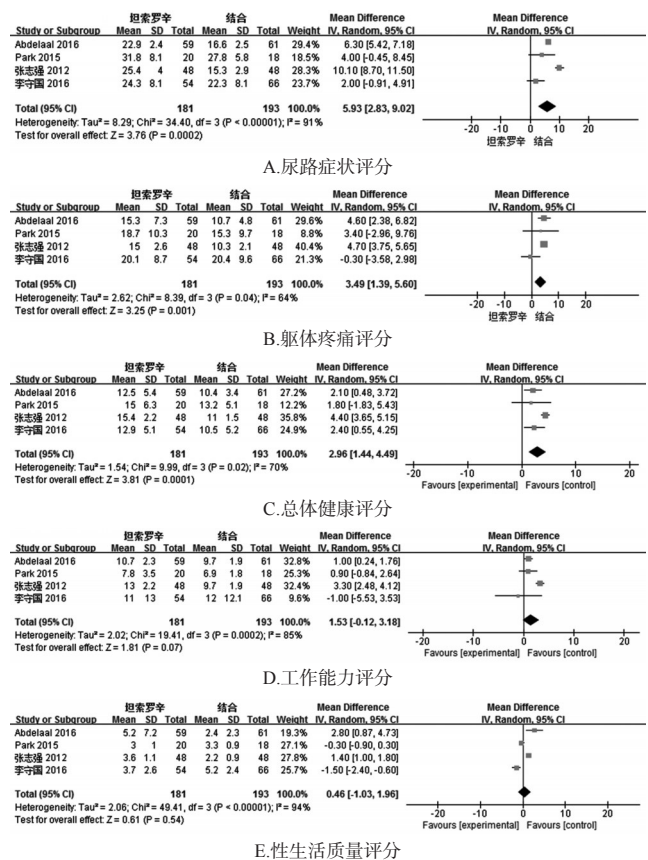 坦索罗辛 结合 Mean Difference Mean Difference
Study or Subgroup Mean SD Total Mean SD Total Weight IV, Random, 95% CI IV, Random, 95% CI
Abdelaal 2016 22.9 2.4 59 16.6 2.5 61 29.4% 6.30 [5.42, 7.18]
Park 2015 31.8 8.1 20 27.8 5.8 18 18.5% 4.00 [-0.45, 8.45]
张志强 2012 25.4 4 48 15.3 2.9 48 28.3% 10.10 [8.70, 11.50]
李守国 2016 24.3 8.1 54 22.3 8.1 66 23.7% 2.00 [-0.91, 4.91]
Total (95% CI) 181 193 100.0% 5.93 [2.83, 9.02]
Heterogeneity: Tau² = 8.29; Chi² = 34.40, df = 3 (P < 0.00001); I² = 91%
Test for overall effect: Z = 3.76 (P = 0.0002)
-20 -10 0 10 20
坦索罗辛 结合
A.尿路症状评分
坦索罗辛 结合 Mean Difference Mean Difference
Study or Subgroup Mean SD Total Mean SD Total Weight IV, Random, 95% CI IV, Random, 95% CI
Abdelaal 2016 15.3 7.3 59 10.7 4.8 61 29.6% 4.60 [2.38, 6.82]
Park 2015 18.7 10.3 20 15.3 9.7 18 8.8% 3.40 [-2.96, 9.76]
张志强 2012 15 2.6 48 10.3 2.1 48 40.4% 4.70 [3.75, 5.65]
李守国 2016 20.1 8.7 54 20.4 9.6 66 21.3% -0.30 [-3.58, 2.98]
Total (95% CI) 181 193 100.0% 3.49 [1.39, 5.60]
Heterogeneity: Tau² = 2.62; Chi² = 8.39, df = 3 (P = 0.04); I² = 64%
Test for overall effect: Z = 3.25 (P = 0.001)
-20 -10 0 10 20
坦索罗辛 结合
B.躯体疼痛评分
坦索罗辛 结合 Mean Difference Mean Difference
Study or Subgroup Mean SD Total Mean SD Total Weight IV, Random, 95% CI IV, Random, 95% CI
Abdelaal 2016 12.5 5.4 59 10.4 3.4 61 27.2% 2.10 [0.48, 3.72]
Park 2015 15 6.3 20 13.2 5.1 18 12.2% 1.80 [-1.83, 5.43]
张志强 2012 15.4 2.2 48 11 1.5 48 35.8% 4.40 [3.65, 5.15]
李守国 2016 12.9 5.1 54 10.5 5.2 66 24.9% 2.40 [0.55, 4.25]
Total (95% CI) 181 193 100.0% 2.96 [1.44, 4.49]
Heterogeneity: Tau² = 1.54; Chi² = 9.99, df = 3 (P = 0.02); I² = 70%
Test for overall effect: Z = 3.81 (P = 0.0001)
-20 -10 0 10 20
Favours [experimental] Favours [control]
C.总体健康评分
坦索罗辛 结合 Mean Difference Mean Difference
Study or Subgroup Mean SD Total Mean SD Total Weight IV, Random, 95% CI IV, Random, 95% CI
Abdelaal 2016 10.7 2.3 59 9.7 1.9 61 32.8% 1.00 [0.24, 1.76]
Park 2015 7.8 3.5 20 6.9 1.8 18 25.3% 0.90 [-0.84, 2.64]
张志强 2012 13 2.2 48 9.7 1.9 48 32.4% 3.30 [2.48, 4.12]
李守国 2016 11 13 54 12 12.1 66 9.6% -1.00 [-5.53, 3.53]
Total (95% CI) 181 193 100.0% 1.53 [-0.12, 3.18]
Heterogeneity: Tau² = 2.02; Chi² = 19.41, df = 3 (P = 0.0002); I² = 85%
Test for overall effect: Z = 1.81 (P = 0.07)
-20 -10 0 10 20
Favours [experimental] Favours [control]
D.工作能力评分
坦索罗辛 结合 Mean Difference Mean Difference
Study or Subgroup Mean SD Total Mean SD Total Weight IV, Random, 95% CI IV, Random, 95% CI
Abdelaal 2016 5.2 7.2 59 2.4 2.3 61 19.3% 2.80 [0.87, 4.73]
Park 2015 3 1 20 3.3 0.9 18 27.1% -0.30 [-0.90, 0.30]
张志强 2012 3.6 1.1 48 2.2 0.9 48 27.8% 1.40 [1.00, 1.80]
李守国 2016 3.7 2.6 54 5.2 2.4 66 25.7% -1.50 [-2.40, -0.60]
Total (95% CI) 181 193 100.0% 0.46 [-1.03, 1.96]
Heterogeneity: Tau² = 2.06; Chi² = 49.41, df = 3 (P < 0.00001); I² = 94%
Test for overall effect: Z = 0.61 (P = 0.54)
-20 -10 0 10 20
Favours [experimental] Favours [control]
E.性生活质量评分